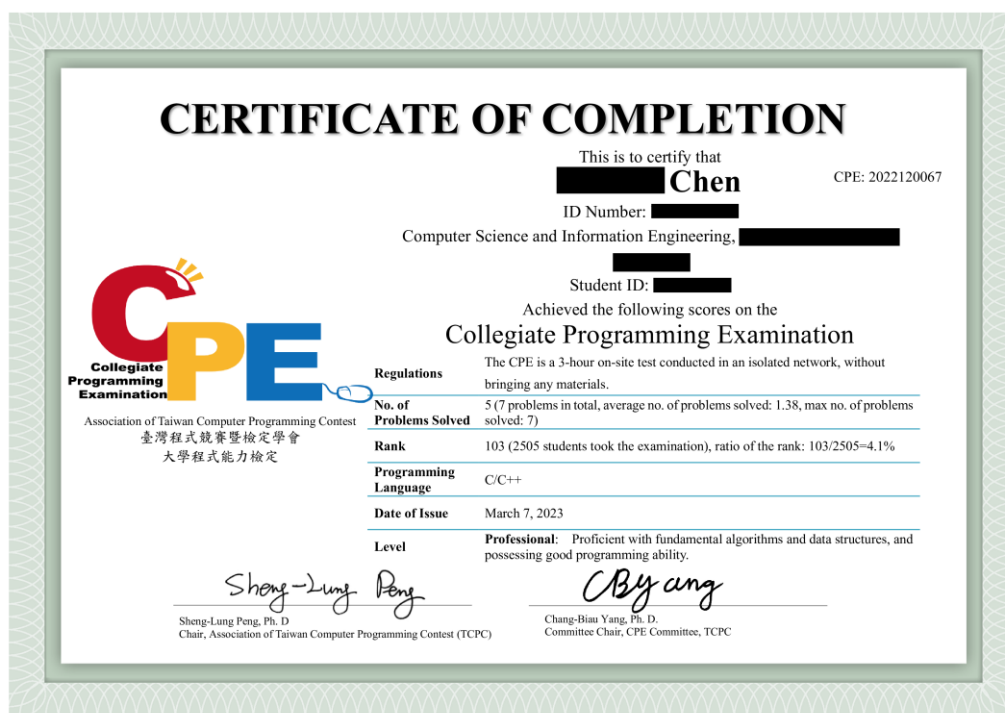 CERTIFICATE OF COMPLETION
This is to certify that
Chen
CPE: 2022120067
ID Number:
Computer Science and Information Engineering,
Student ID:
Achieved the following scores on the
Collegiate Programming Examination
CPE
Collegiate
Programming
Examination
Association of Taiwan Computer Programming Contest
臺灣程式競賽暨檢定學會
大學程式能力檢定
Regulations
The CPE is a 3-hour on-site test conducted in an isolated network, without
bringing any materials.
No. of
Problems Solved
5 (7 problems in total, average no. of problems solved: 1.38, max no. of problems
solved: 7)
Rank
103 (2505 students took the examination), ratio of the rank: 103/2505=4.1%
Programming
Language
C/C++
Date of Issue
March 7, 2023
Level
Professional: Proficient with fundamental algorithms and data structures, and
possessing good programming ability.
Sheng-Lung Peng
Sheng-Lung Peng, Ph. D
Chair, Association of Taiwan Computer Programming Contest (TCPC)
CBYang
Chang-Biau Yang, Ph. D.
Committee Chair, CPE Committee, TCPC